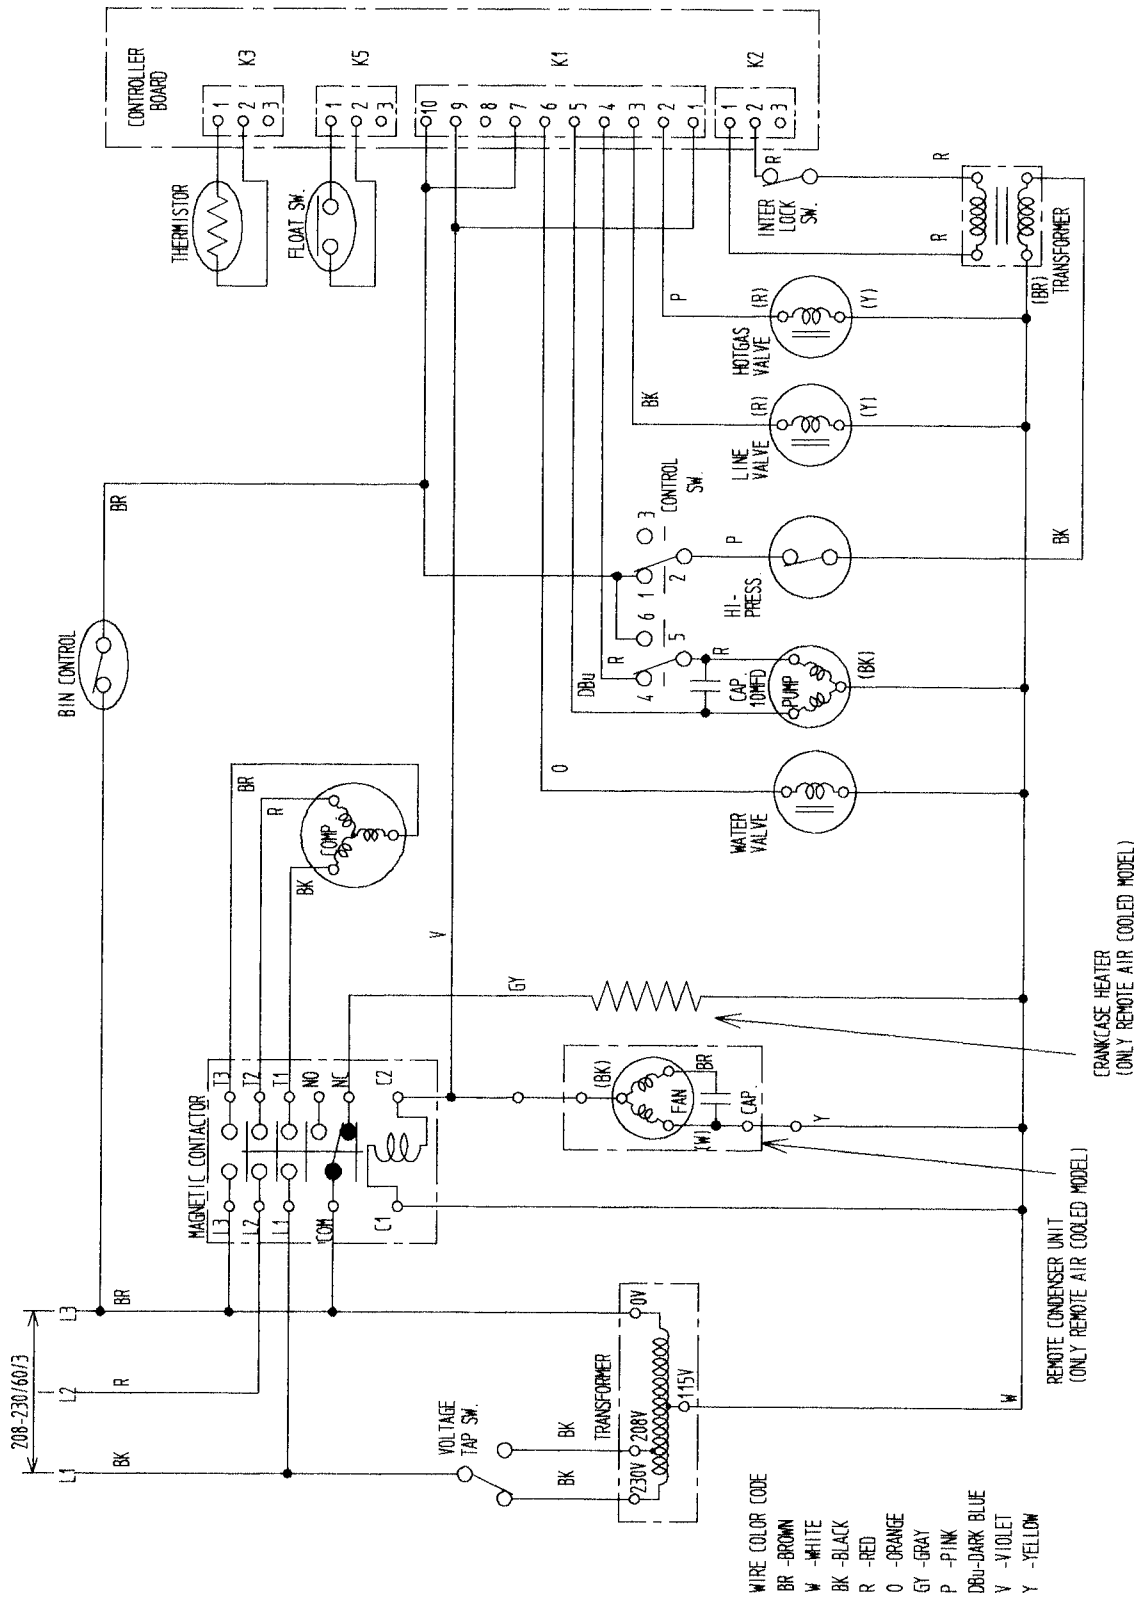 208-230/60/3
L1
L2
L3
BK
R
BR
BIN CONTROL
BR
CONTROLLER
BOARD
K3
1
2
3
THERMISTOR
K5
1
2
3
FLOAT SW.
K1
10
9
8
7
6
5
4
3
2
1
K2
1
2
3
R
INTER
LOCK
SW.
R
R
TRANSFORMER
(BR)
P
(R)
HOTGAS
VALVE
(Y)
BK
(R)
LINE
VALVE
(Y)
CONTROL
SW.
3
1
2
6
5
4
P
HI-
PRESS.
BK
DBu
R
R
CAP.
10MFD
PUMP
(BK)
O
WATER
VALVE
BR
R
BK
COMP.
V
GY
MAGNETIC CONTACTOR
T3
T2
T1
NO
NC
C2
L3
L2
L1
COM
C1
(BK)
BR
FAN
CAP.
(W)
Y
CRANKCASE HEATER
(ONLY REMOTE AIR COOLED MODEL)
REMOTE CONDENSER UNIT
(ONLY REMOTE AIR COOLED MODEL)
VOLTAGE
TAP SW.
BK
BK
TRANSFORMER
0V
208V
230V
115V
W
WIRE COLOR CODE
BR -BROWN
W -WHITE
BK -BLACK
R -RED
O -ORANGE
GY -GRAY
P -PINK
DBu-DARK BLUE
V -VIOLET
Y -YELLOW